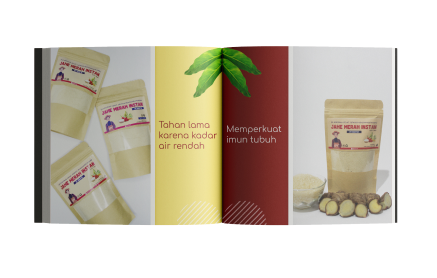 JAHE MERAH INSTAN
JAHE MERAH INSTAN
JAHE MERAH INSTAN
Tahan lama
karena kadar
air rendah
Memperkuat
imun tubuh
JAHE MERAH INSTAN